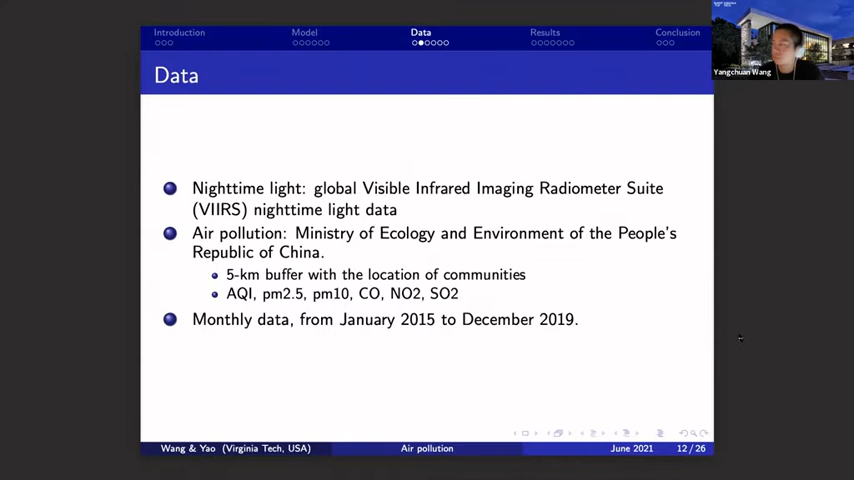 Introduction
Model
Data
Results
Conclusion
Data
Yangchuan Wang
Nighttime light: global Visible Infrared Imaging Radiometer Suite
(VIIRS) nighttime light data
Air pollution: Ministry of Ecology and Environment of the People's
Republic of China.
5-km buffer with the location of communities
AQI, pm2.5, pm10, CO, NO2, SO2
Monthly data, from January 2015 to December 2019.
Wang & Yao (Virginia Tech, USA)
Air pollution
June 2021
12/26